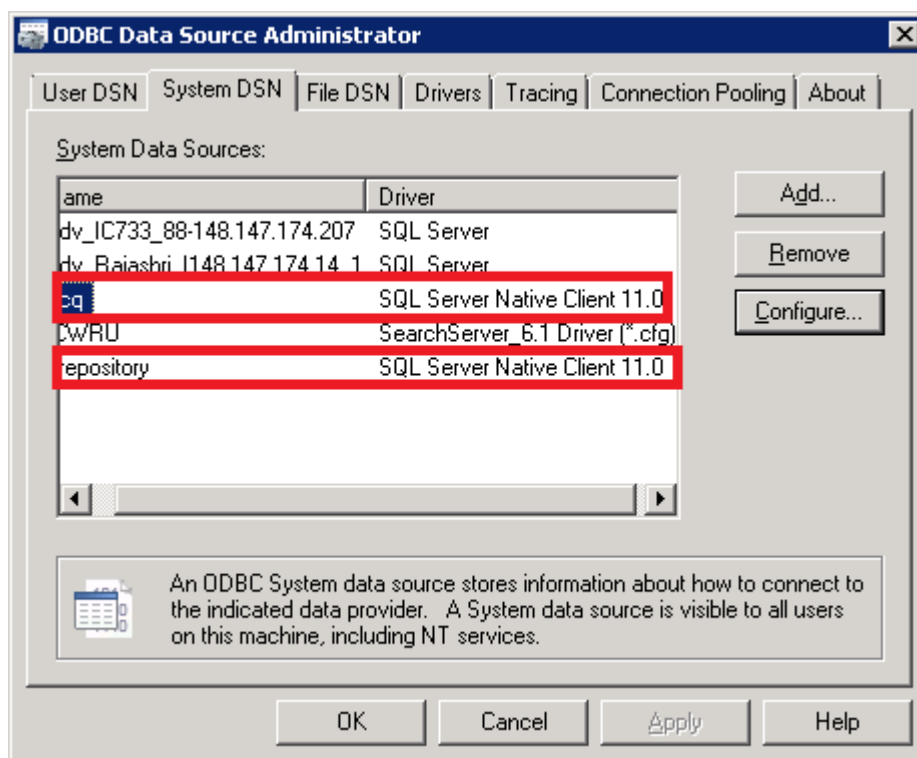 ODBC Data Source Administrator
User DSN System DSN File DSN Drivers Tracing Connection Pooling About
System Data Sources:
ame Driver
dv_IC733_88-148.147.174.207 SQL Server
dv_Rajashri_I148.147.174.14_1 SQL Server
cq SQL Server Native Client 11.0
CWRU SearchServer_6.1 Driver (*.cfg)
repository SQL Server Native Client 11.0
Add...
Remove
Configure...
An ODBC System data source stores information about how to connect to
the indicated data provider. A System data source is visible to all users
on this machine, including NT services.
OK Cancel Apply Help